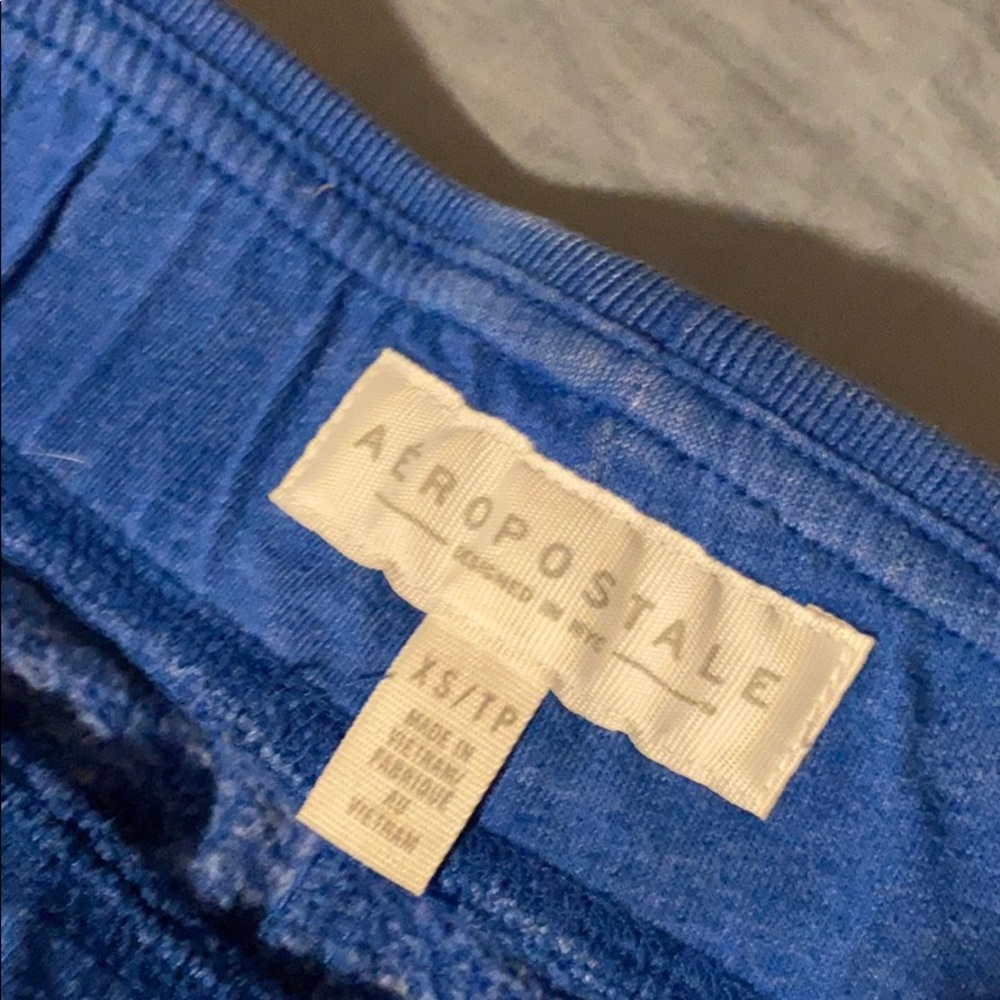 AÉROPOSTALE
DESIGNED IN NYC
XS/TP
MADE IN
VIETNAM/
FABRIQUÉ
AU
VIETNAM